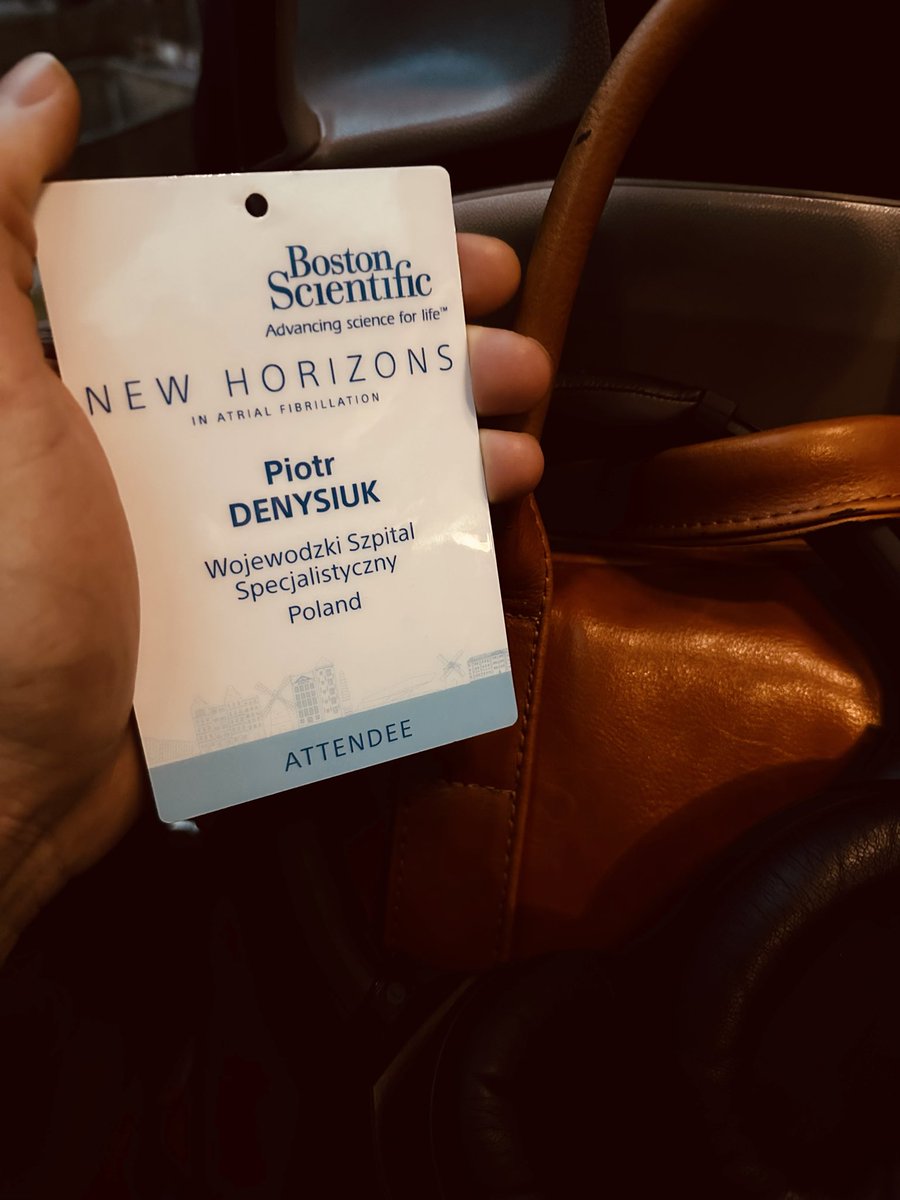 Boston
Scientific
Advancing science for life™
NEW HORIZONS
IN ATRIAL FIBRILLATION
Piotr
DENYSIUK
Wojewodzki Szpital
Specjalistyczny
Poland
ATTENDEE